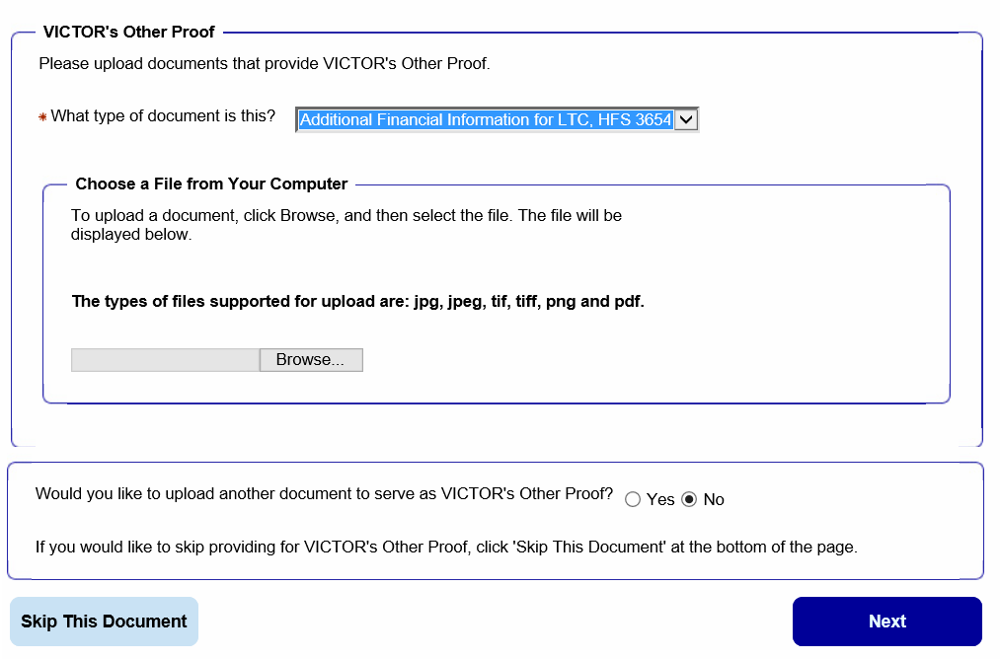 VICTOR's Other Proof
Please upload documents that provide VICTOR's Other Proof.
* What type of document is this? Additional Financial Information for LTC, HFS 3654
Choose a File from Your Computer
To upload a document, click Browse, and then select the file. The file will be
displayed below.
The types of files supported for upload are: jpg, jpeg, tif, tiff, png and pdf.
Browse...
Would you like to upload another document to serve as VICTOR's Other Proof? Yes No
If you would like to skip providing for VICTOR's Other Proof, click 'Skip This Document' at the bottom of the page.
Skip This Document Next